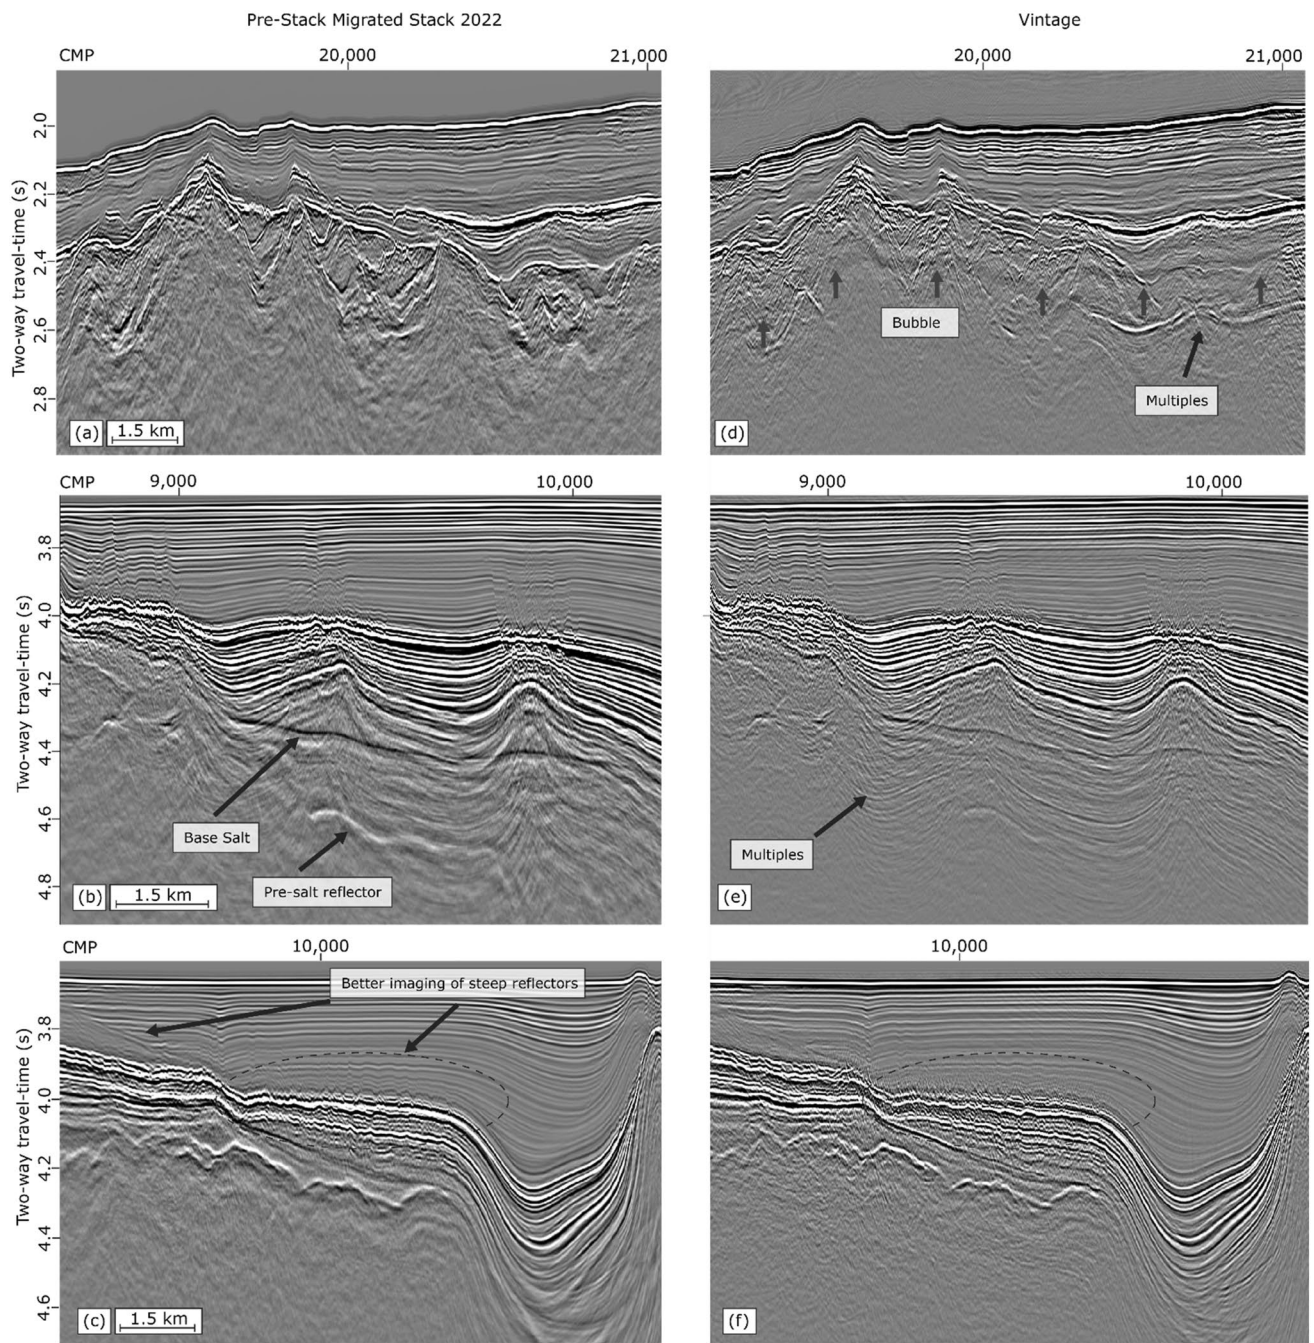 Pre-Stack Migrated Stack 2022
Vintage
CMP 20,000 21,000
20,000 21,000
Two-way travel-time (s)
2.0
2.2
2.4
2.6
2.8
(a) 1.5 km
Bubble
Multiples
(d)
CMP 9,000 10,000
9,000 10,000
Two-way travel-time (s)
3.8
4.0
4.2
4.4
4.6
4.8
Base Salt
Pre-salt reflector
(b) 1.5 km
Multiples
(e)
CMP 10,000
10,000
Better imaging of steep reflectors
Two-way travel-time (s)
3.8
4.0
4.2
4.4
4.6
(c) 1.5 km
(f)